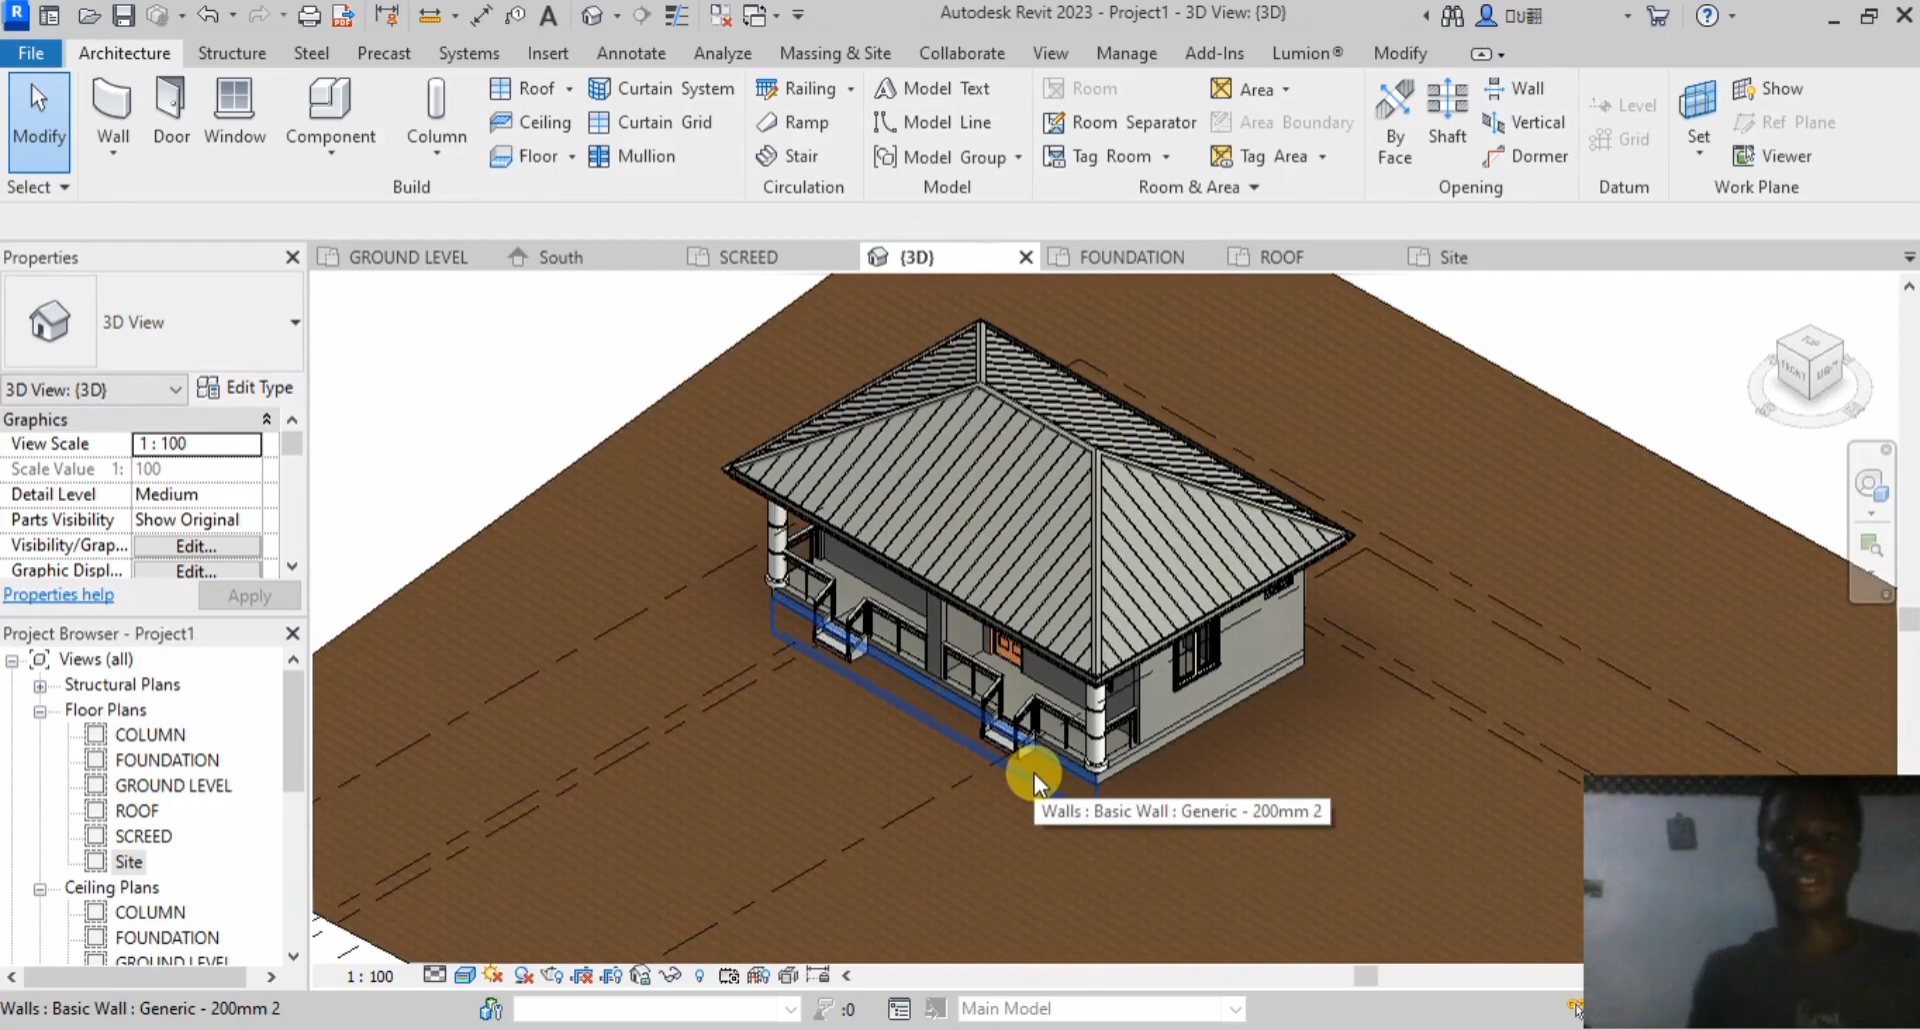 Autodesk Revit 2023 - Project1 - 3D View: {3D}
File Architecture Structure Steel Precast Systems Insert Annotate Analyze Massing & Site Collaborate View Manage Add-Ins Lumion® Modify
Modify Wall Door Window Component Column
Roof Curtain System
Ceiling Curtain Grid
Floor Mullion
Railing
Ramp
Stair
Model Text
Model Line
Model Group
Room
Room Separator
Tag Room
Area
Area Boundary
Tag Area
By Face
Shaft
Wall
Vertical
Dormer
Level
Grid
Set
Show
Ref Plane
Viewer
Select Build Circulation Model Room & Area Opening Datum Work Plane
Properties
GROUND LEVEL South SCREED {3D} FOUNDATION ROOF Site
3D View
3D View: {3D} Edit Type
Graphics
View Scale 1 : 100
Scale Value 1: 100
Detail Level Medium
Parts Visibility Show Original
Visibility/Grap... Edit...
Graphic Displ... Edit...
Properties help Apply
Project Browser - Project1
Views (all)
Structural Plans
Floor Plans
COLUMN
FOUNDATION
GROUND LEVEL
ROOF
SCREED
Site
Ceiling Plans
COLUMN
FOUNDATION
GROUND LEVEL
FRONT
Walls : Basic Wall : Generic - 200mm 2
1 : 100
Walls : Basic Wall : Generic - 200mm 2
:0
Main Model